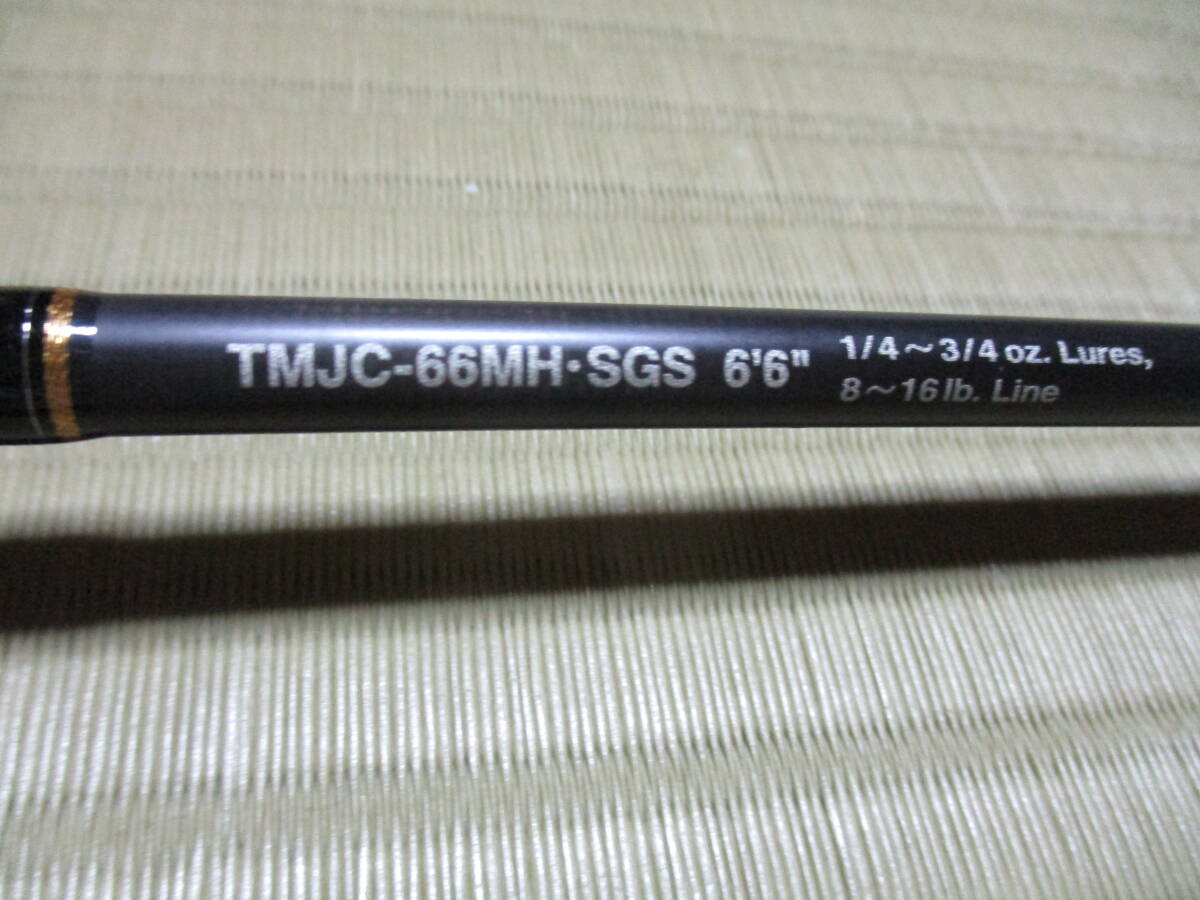 TMJC-66MH·SGS 6'6" 1/4~3/4 oz. Lures,
8~16 lb. Line